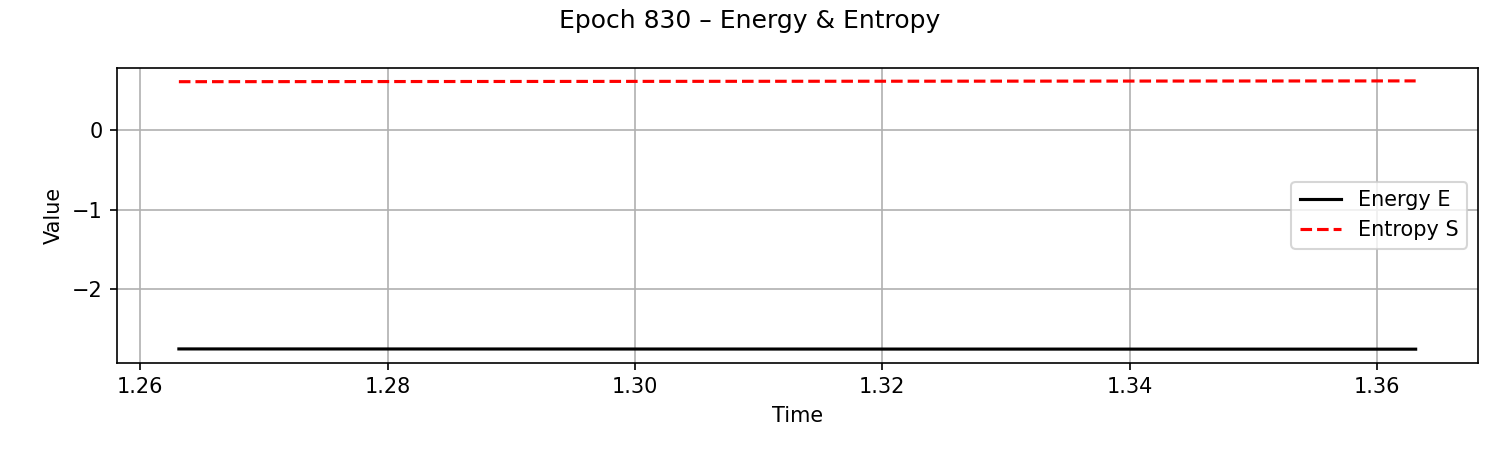 Epoch 830 – Energy & Entropy
0
−1
−2
Value
Energy E
Entropy S
1.26 1.28 1.30 1.32 1.34 1.36
Time